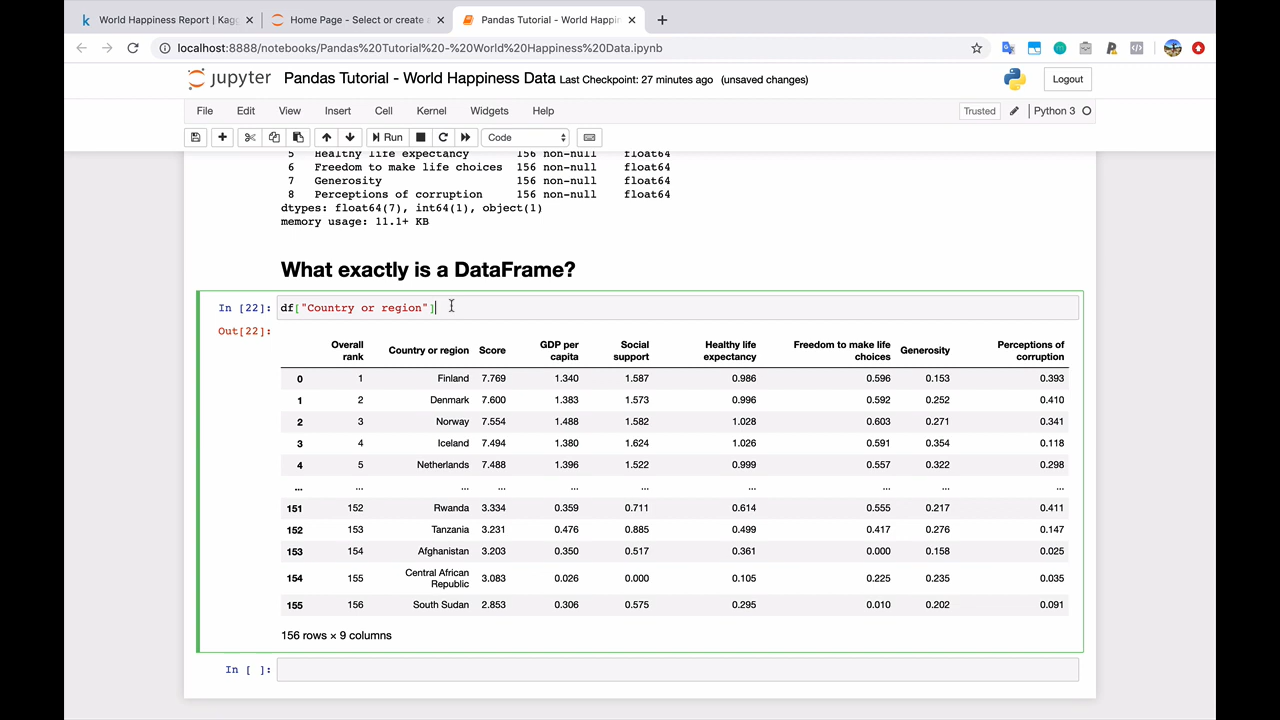 World Happiness Report | Kagg
Home Page - Select or create a
Pandas Tutorial - World Happin
localhost:8888/notebooks/Pandas%20Tutorial%20-%20World%20Happiness%20Data.ipynb
jupyter Pandas Tutorial - World Happiness Data Last Checkpoint: 27 minutes ago (unsaved changes) Logout
File Edit View Insert Cell Kernel Widgets Help Trusted Python 3
Run Code
5 Healthy life expectancy 156 non-null float64
6 Freedom to make life choices 156 non-null float64
7 Generosity 156 non-null float64
8 Perceptions of corruption 156 non-null float64
dtypes: float64(7), int64(1), object(1)
memory usage: 11.1+ KB
What exactly is a DataFrame?
In [22]: df["Country or region"]
Out[22]:
Overall rank Country or region Score GDP per capita Social support Healthy life expectancy Freedom to make life choices Generosity Perceptions of corruption
0 1 Finland 7.769 1.340 1.587 0.986 0.596 0.153 0.393
1 2 Denmark 7.600 1.383 1.573 0.996 0.592 0.252 0.410
2 3 Norway 7.554 1.488 1.582 1.028 0.603 0.271 0.341
3 4 Iceland 7.494 1.380 1.624 1.026 0.591 0.354 0.118
4 5 Netherlands 7.488 1.396 1.522 0.999 0.557 0.322 0.298
... ... ... ... ... ... ... ... ... ...
151 152 Rwanda 3.334 0.359 0.711 0.614 0.555 0.217 0.411
152 153 Tanzania 3.231 0.476 0.885 0.499 0.417 0.276 0.147
153 154 Afghanistan 3.203 0.350 0.517 0.361 0.000 0.158 0.025
154 155 Central African Republic 3.083 0.026 0.000 0.105 0.225 0.235 0.035
155 156 South Sudan 2.853 0.306 0.575 0.295 0.010 0.202 0.091
156 rows × 9 columns
In [ ]: